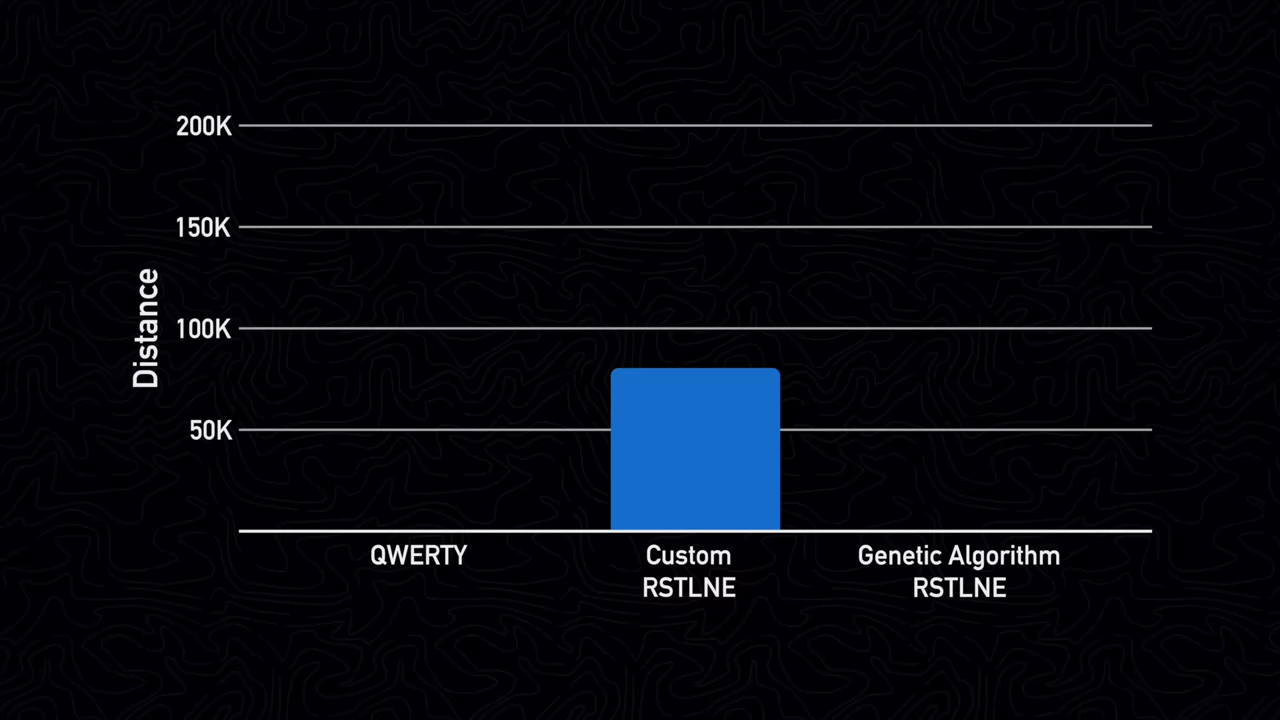 200K
150K
Distance
100K
50K
QWERTY
Custom
RSTLNE
Genetic Algorithm
RSTLNE